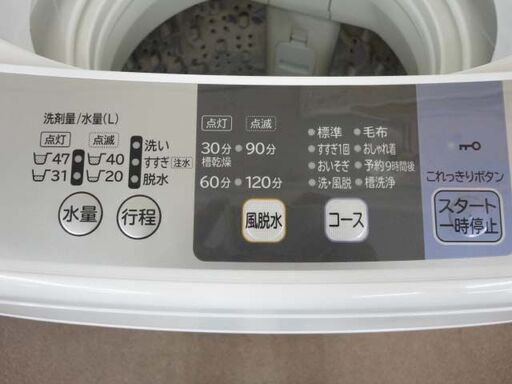 洗剤量/水量(L)
点灯 点滅
47 40 洗い
すすぎ 注水
31 20 脱水
水量 行程
点灯 点滅
30分 90分
槽乾燥
60分 120分
風脱水
標準 毛布
すすぎ1回 おしゃれ着
おいそぎ 予約9時間後
洗・風脱 槽洗浄
コース
これっきりボタン
スタート
一時停止